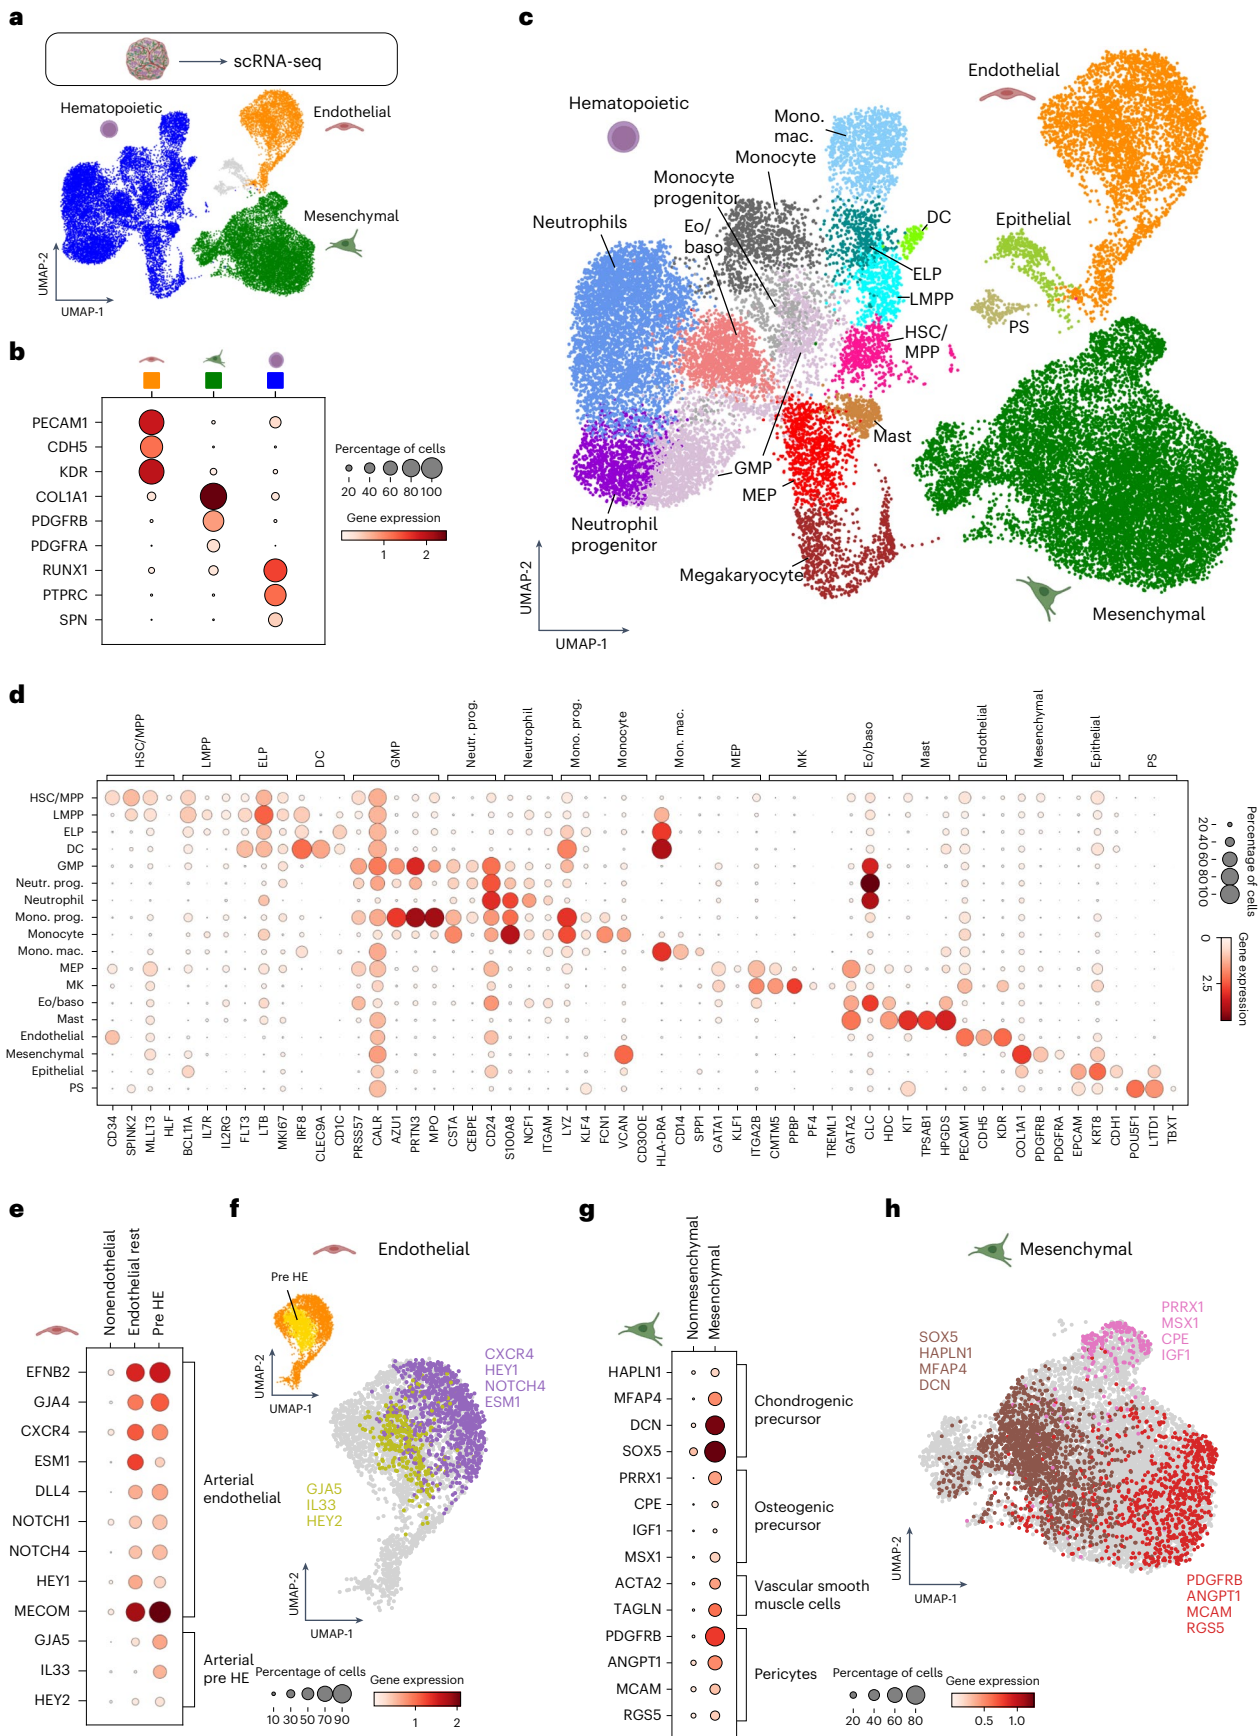 a
scRNA-seq
Hematopoietic
Endothelial
Mesenchymal
UMAP-2
UMAP-1
b
PECAM1
CDH5
KDR
COL1A1
PDGFRB
PDGFRA
RUNX1
PTPRC
SPN
Percentage of cells
20 40 60 80 100
Gene expression
1 2
c
Hematopoietic
Endothelial
Mono.
mac.
Monocyte
Monocyte
progenitor
Neutrophils
Eo/
baso
DC
Epithelial
ELP
LMPP
PS
HSC/
MPP
Mast
GMP
MEP
Neutrophil
progenitor
Megakaryocyte
Mesenchymal
UMAP-2
UMAP-1
d
HSC/MPP
LMPP
ELP
DC
GMP
Neutr. prog.
Neutrophil
Mono. prog.
Monocyte
Mon. mac.
MEP
MK
Eo/baso
Mast
Endothelial
Mesenchymal
Epithelial
PS
HSC/MPP
LMPP
ELP
DC
GMP
Neutr. prog.
Neutrophil
Mono. prog.
Monocyte
Mono. mac.
MEP
MK
Eo/baso
Mast
Endothelial
Mesenchymal
Epithelial
PS
CD34
SPINK2
MLLT3
HLF
BCL11A
IL7R
IL2RG
FLT3
LTB
MKI67
IRF8
CLEC9A
CD1C
PRSS57
CALR
AZU1
PRTN3
MPO
CSTA
CEBPE
CD24
S100A8
NCF1
ITGAM
LYZ
KLF4
FCN1
VCAN
CD300E
HLA-DRA
CD14
SPP1
GATA1
KLF1
ITGA2B
CMTM5
PPBP
PF4
TREML1
GATA2
CLC
HDC
KIT
TPSAB1
HPGDS
PECAM1
CDH5
KDR
COL1A1
PDGFRB
PDGFRA
EPCAM
KRT8
CDH1
POU5F1
L1TD1
TBXT
Percentage of cells
20 40 60 80 100
Gene expression
0 2.5
e
Nonendothelial
Endothelial rest
Pre HE
EFNB2
GJA4
CXCR4
ESM1
DLL4
NOTCH1
NOTCH4
HEY1
MECOM
GJA5
IL33
HEY2
Arterial
endothelial
Arterial
pre HE
Percentage of cells
10 30 50 70 90
Gene expression
1 2
f
Endothelial
Pre HE
UMAP-2
UMAP-1
CXCR4
HEY1
NOTCH4
ESM1
GJA5
IL33
HEY2
UMAP-2
UMAP-1
g
Nonmesenchymal
Mesenchymal
HAPLN1
MFAP4
DCN
SOX5
PRRX1
CPE
IGF1
MSX1
ACTA2
TAGLN
PDGFRB
ANGPT1
MCAM
RGS5
Chondrogenic
precursor
Osteogenic
precursor
Vascular smooth
muscle cells
Pericytes
Percentage of cells
20 40 60 80
Gene expression
0.5 1.0
h
Mesenchymal
PRRX1
MSX1
CPE
IGF1
SOX5
HAPLN1
MFAP4
DCN
PDGFRB
ANGPT1
MCAM
RGS5
UMAP-2
UMAP-1